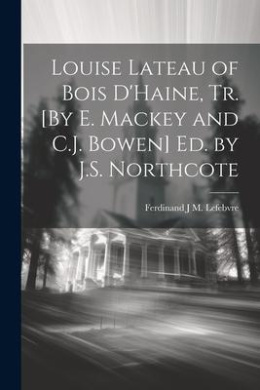 Louise Lateau of
Bois D'Haine, Tr.
[By E. Mackey and
C.J. Bowen] Ed. by
J.S. Northcote
Ferdinand J M. Lefebvre